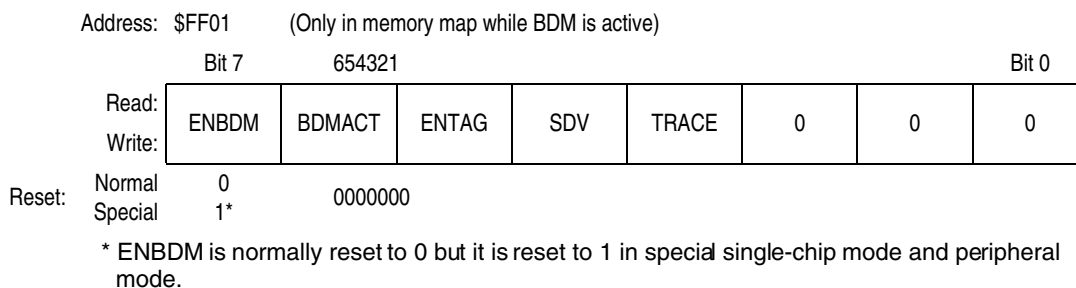 Address: $FF01 (Only in memory map while BDM is active)
Bit 7 654321 Bit 0
Read:
Write:
ENBDM BDMACT ENTAG SDV TRACE 0 0 0
Reset: Normal 0 0000000
Special 1*
* ENBDM is normally reset to 0 but it is reset to 1 in special single-chip mode and peripheral
mode.